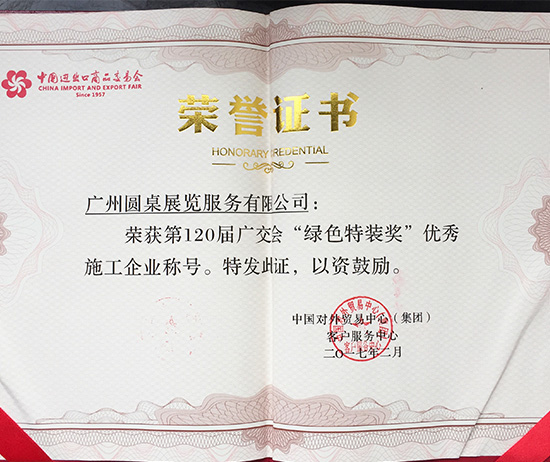 中国进出口商品交易会
CHINA IMPORT AND EXPORT FAIR
Since 1957
荣誉证书
HONORARY CREDENTIAL
广州圆桌展览服务有限公司：
荣获第120届广交会“绿色特装奖”优秀
施工企业称号。特发此证，以资鼓励。
中国对外贸易中心（集团）
客户服务中心
二〇一七年二月